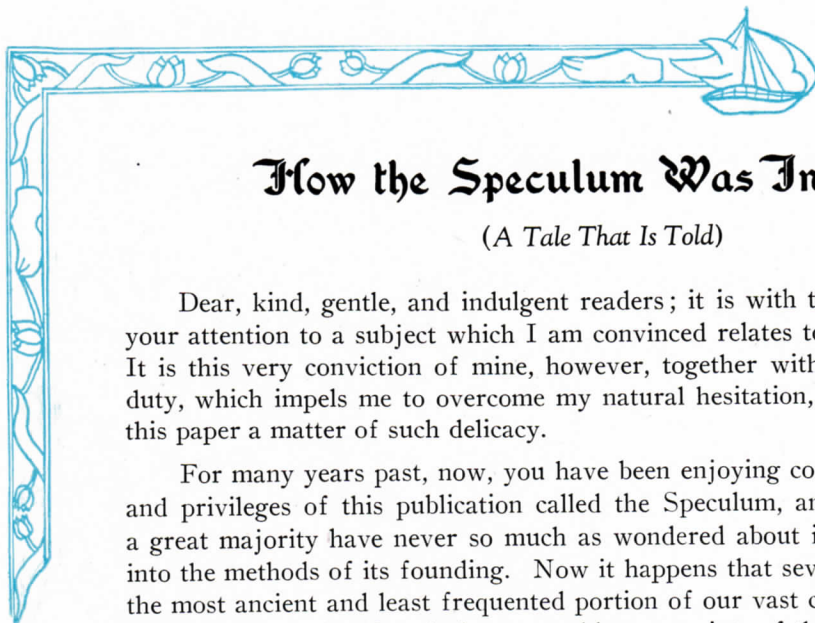 How the Speculum Was In
(A Tale That Is Told)
Dear, kind, gentle, and indulgent readers; it is with
your attention to a subject which I am convinced relates
It is this very conviction of mine, however, together with
duty, which impels me to overcome my natural hesitation,
this paper a matter of such delicacy.
For many years past, now, you have been enjoying co
and privileges of this publication called the Speculum,
a great majority have never so much as wondered about
into the methods of its founding. Now it happens that
the most ancient and least frequented portion of our vast